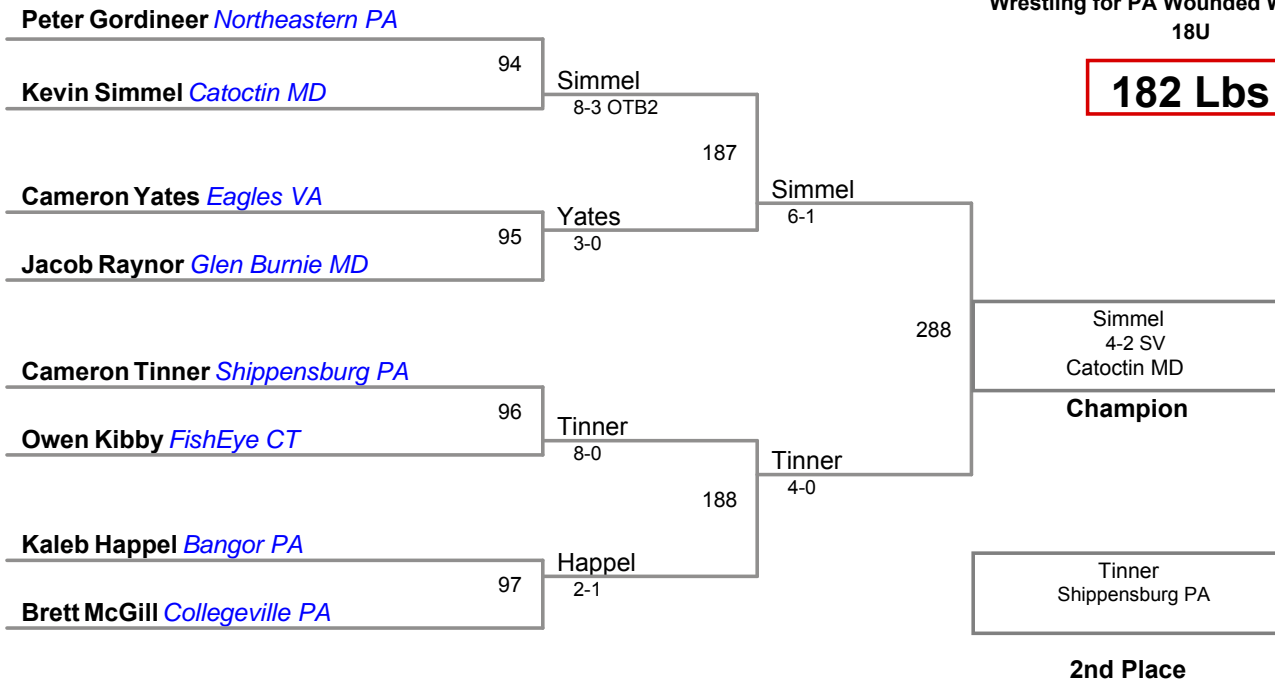 Wrestling for PA Wounded W
18U
182 Lbs
Peter Gordineer Northeastern PA
94
Kevin Simmel Catoctin MD
Simmel
8-3 OTB2
187
Cameron Yates Eagles VA
Simmel
6-1
95
Yates
3-0
Jacob Raynor Glen Burnie MD
288
Simmel
4-2 SV
Catoctin MD
Champion
Cameron Tinner Shippensburg PA
96
Owen Kibby FishEye CT
Tinner
8-0
Tinner
4-0
188
Kaleb Happel Bangor PA
97
Happel
2-1
Brett McGill Collegeville PA
Tinner
Shippensburg PA
2nd Place